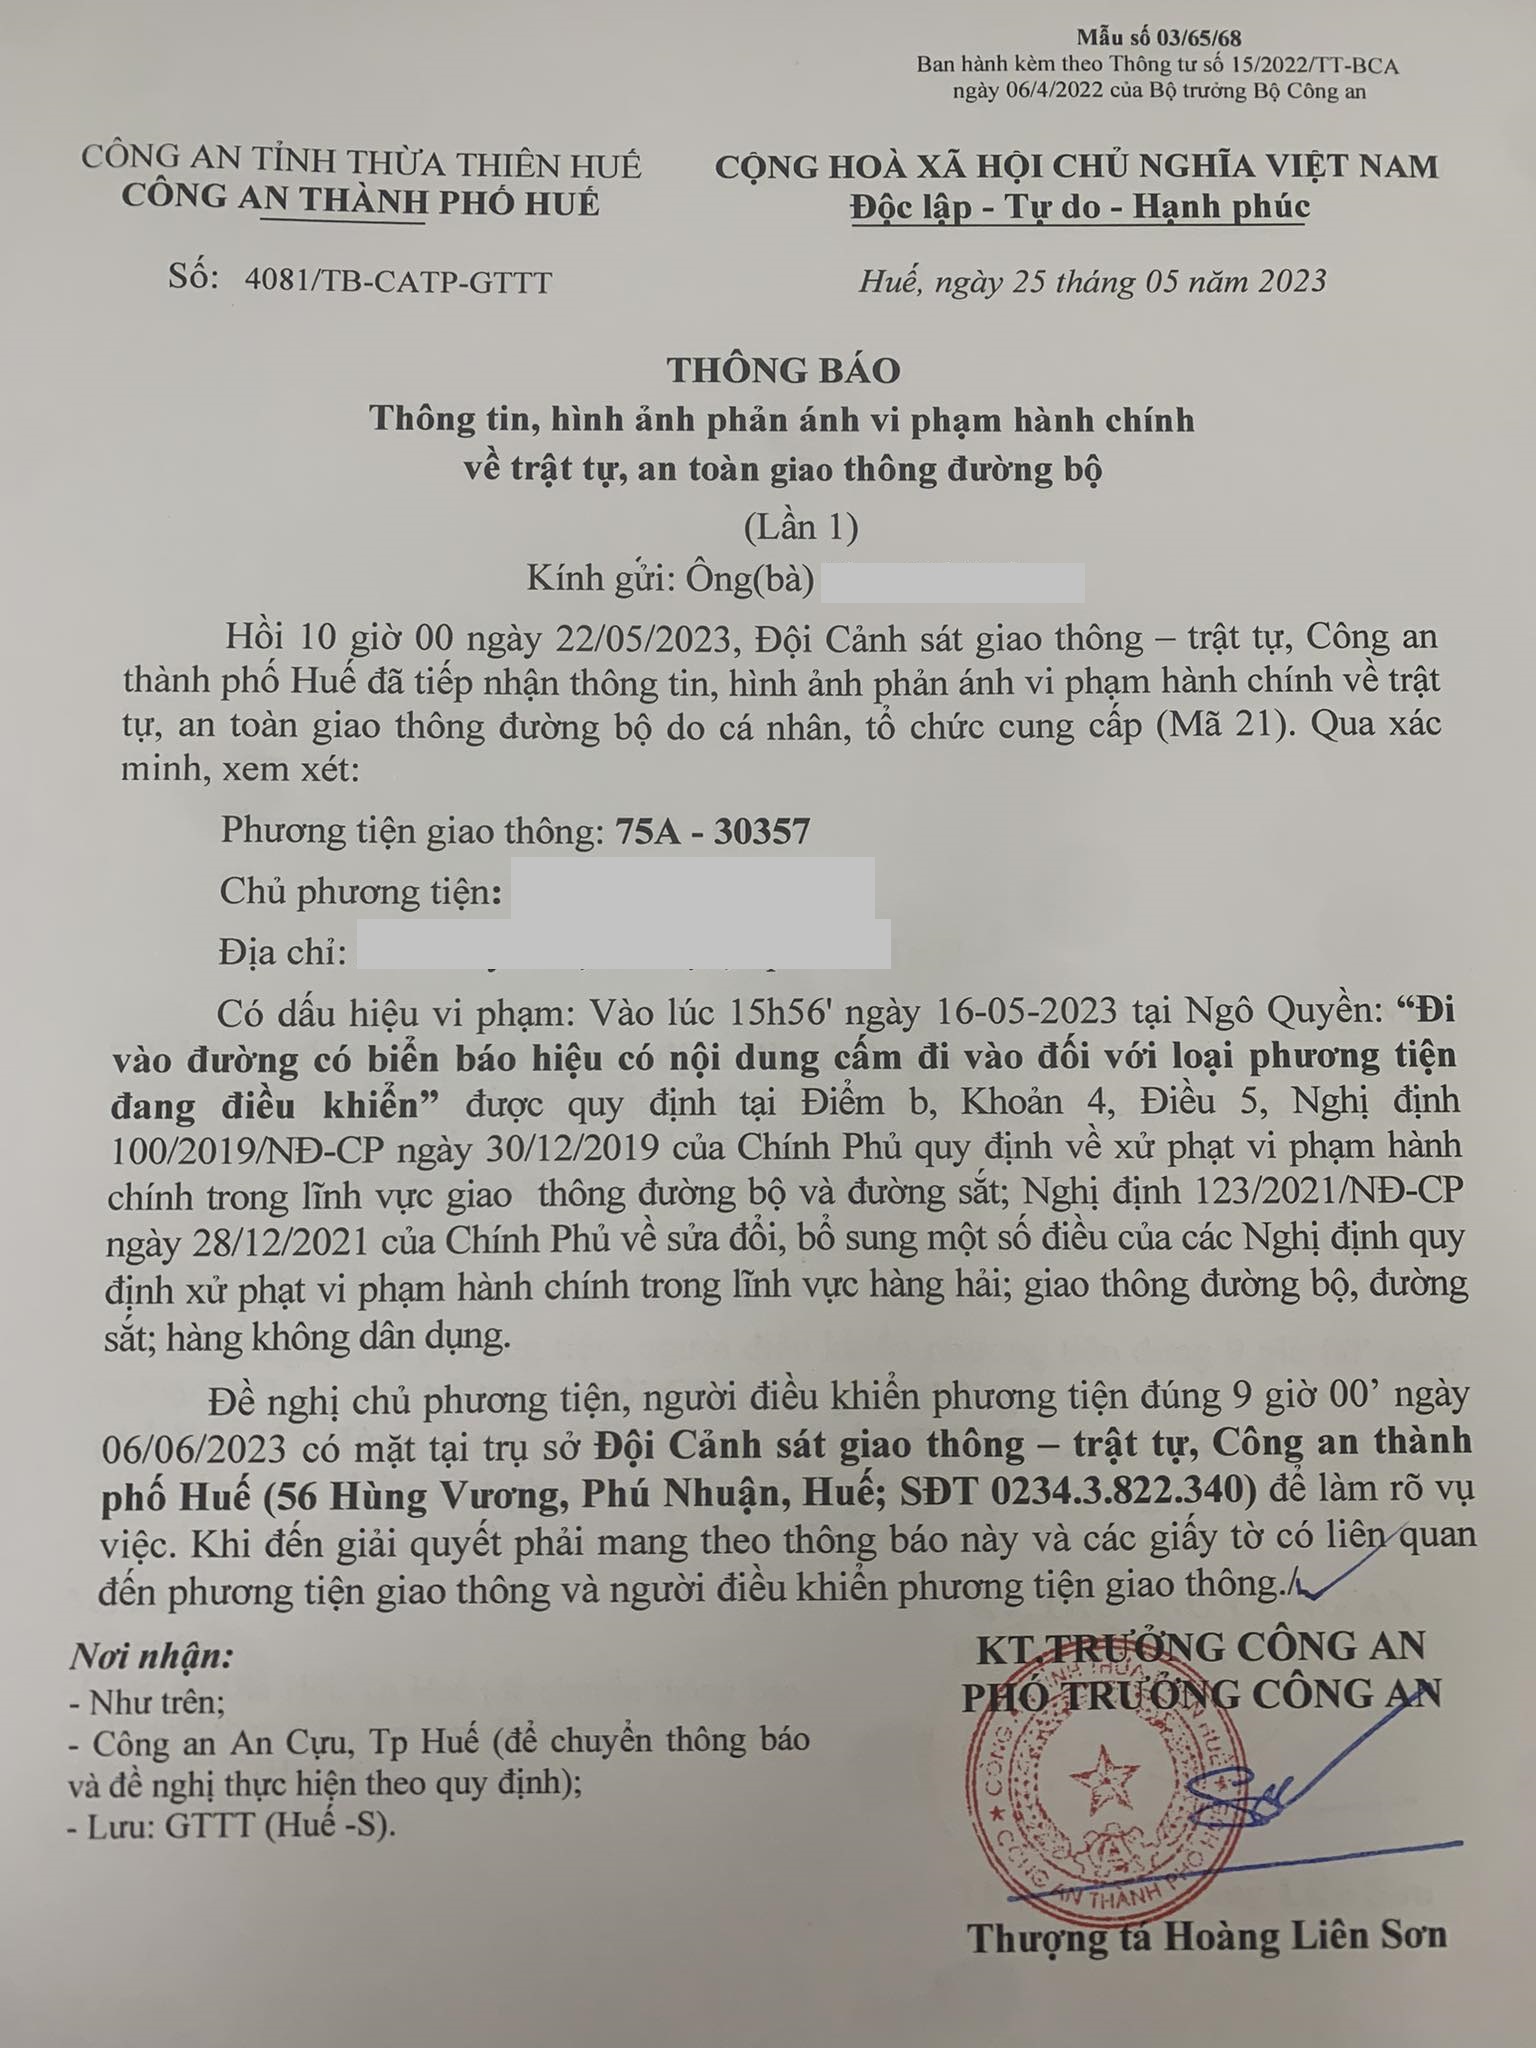 Mẫu số 03/65/68
Ban hành kèm theo Thông tư số 15/2022/TT-BCA
ngày 06/4/2022 của Bộ trưởng Bộ Công an
CÔNG AN TỈNH THỪA THIÊN HUẾ
CÔNG AN THÀNH PHỐ HUẾ
CỘNG HOÀ XÃ HỘI CHỦ NGHĨA VIỆT NAM
Độc lập - Tự do - Hạnh phúc
Số: 4081/TB-CATP-GTTT
Huế, ngày 25 tháng 05 năm 2023
THÔNG BÁO
Thông tin, hình ảnh phản ánh vi phạm hành chính
về trật tự, an toàn giao thông đường bộ
(Lần 1)
Kính gửi: Ông(bà)
Hồi 10 giờ 00 ngày 22/05/2023, Đội Cảnh sát giao thông – trật tự, Công an
thành phố Huế đã tiếp nhận thông tin, hình ảnh phản ánh vi phạm hành chính về trật
tự, an toàn giao thông đường bộ do cá nhân, tổ chức cung cấp (Mã 21). Qua xác
minh, xem xét:
Phương tiện giao thông: 75A - 30357
Chủ phương tiện:
Địa chỉ:
Có dấu hiệu vi phạm: Vào lúc 15h56' ngày 16-05-2023 tại Ngô Quyền: “Đi
vào đường có biển báo hiệu có nội dung cấm đi vào đối với loại phương tiện
đang điều khiển” được quy định tại Điểm b, Khoản 4, Điều 5, Nghị định
100/2019/NĐ-CP ngày 30/12/2019 của Chính Phủ quy định về xử phạt vi phạm hành
chính trong lĩnh vực giao thông đường bộ và đường sắt; Nghị định 123/2021/NĐ-CP
ngày 28/12/2021 của Chính Phủ về sửa đổi, bổ sung một số điều của các Nghị định quy
định xử phạt vi phạm hành chính trong lĩnh vực hàng hải; giao thông đường bộ, đường
sắt; hàng không dân dụng.
Đề nghị chủ phương tiện, người điều khiển phương tiện đúng 9 giờ 00’ ngày
06/06/2023 có mặt tại trụ sở Đội Cảnh sát giao thông – trật tự, Công an thành
phố Huế (56 Hùng Vương, Phú Nhuận, Huế; SĐT 0234.3.822.340) để làm rõ vụ
việc. Khi đến giải quyết phải mang theo thông báo này và các giấy tờ có liên quan
đến phương tiện giao thông và người điều khiển phương tiện giao thông./.
Nơi nhận:
- Như trên;
- Công an An Cựu, Tp Huế (để chuyển thông báo
và đề nghị thực hiện theo quy định);
- Lưu: GTTT (Huế -S).
KT.TRƯỞNG CÔNG AN
PHÓ TRƯỞNG CÔNG AN
CÔNG AN THÀNH PHỐ HUẾ
Thượng tá Hoàng Liên Sơn